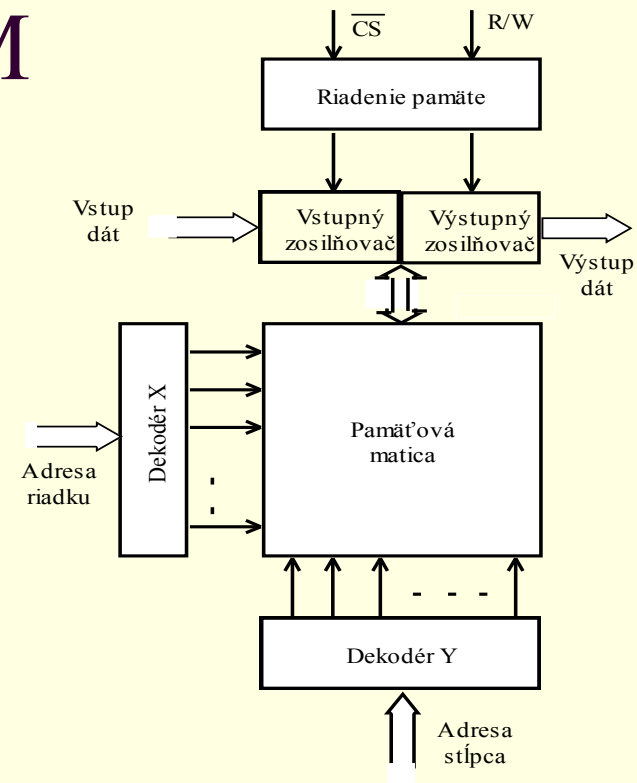 M
CS
R/W
Riadenie pamäte
Vstup
dát
Vstupný
zosilňovač
Výstupný
zosilňovač
Výstup
dát
Dekodér X
Pamäťová
matica
Adresa
riadku
Dekodér Y
Adresa
stĺpca